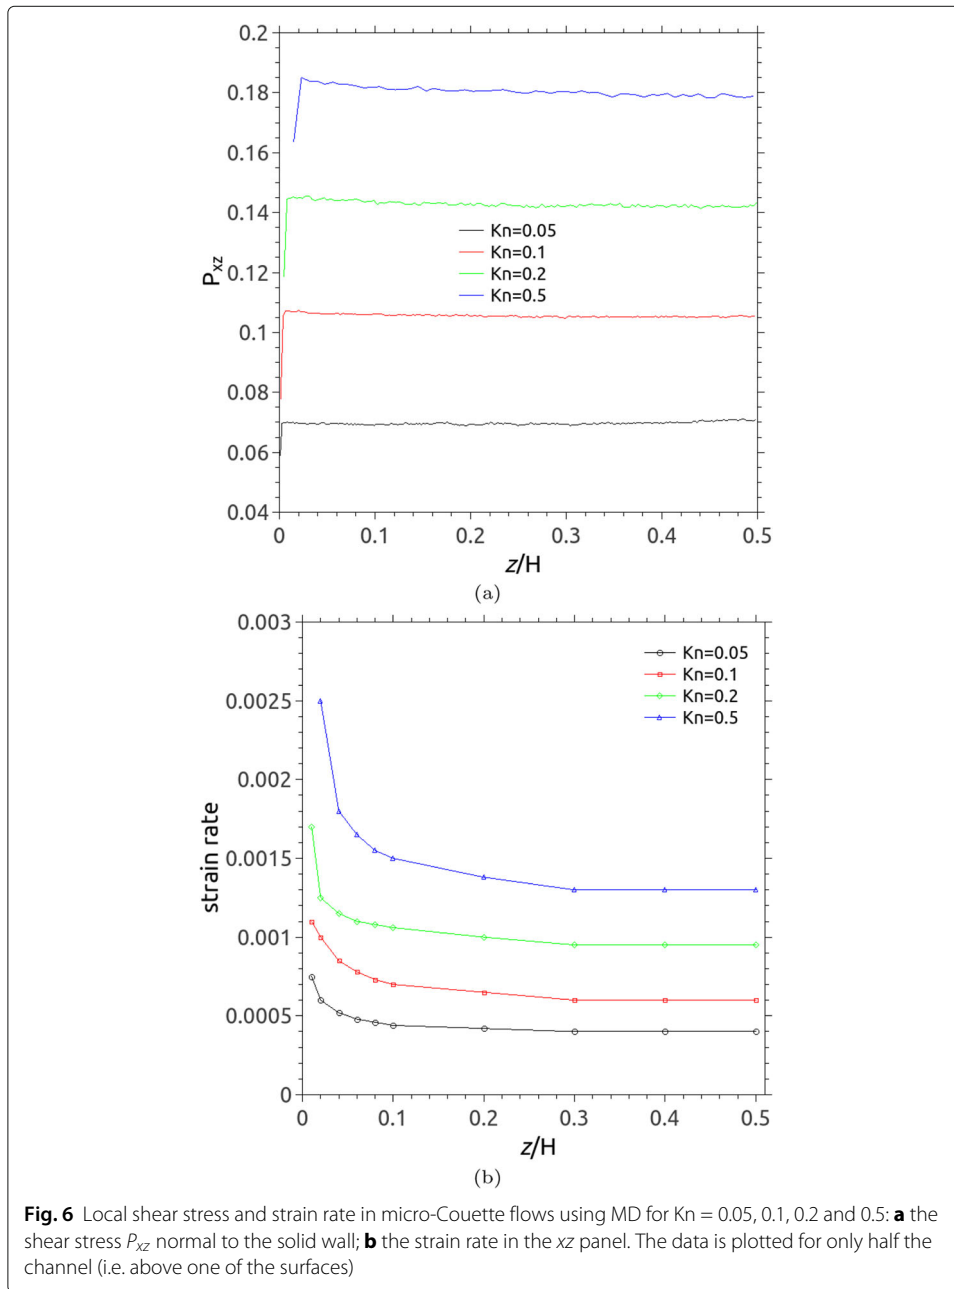 0.2
0.18
0.16
0.14
0.12
0.1
0.08
0.06
0.04
P_xz
Kn=0.05
Kn=0.1
Kn=0.2
Kn=0.5
0 0.1 0.2 0.3 0.4 0.5
z/H
(a)
0.003
0.0025
0.002
0.0015
0.001
0.0005
0
strain rate
Kn=0.05
Kn=0.1
Kn=0.2
Kn=0.5
0 0.1 0.2 0.3 0.4 0.5
z/H
(b)
Fig. 6 Local shear stress and strain rate in micro-Couette flows using MD for Kn = 0.05, 0.1, 0.2 and 0.5: a the
shear stress P_xz normal to the solid wall; b the strain rate in the xz panel. The data is plotted for only half the
channel (i.e. above one of the surfaces)